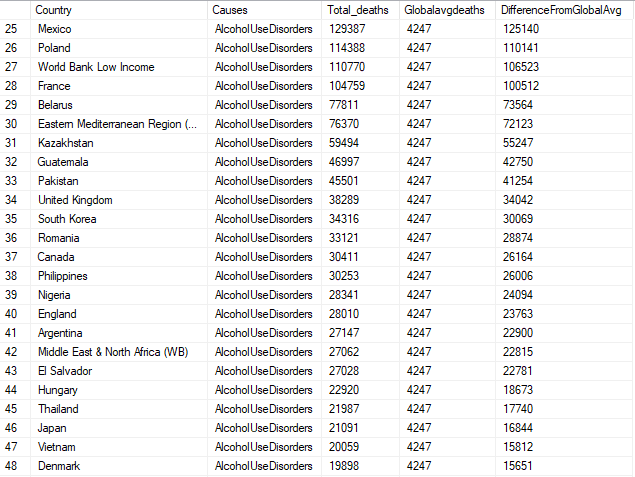 Country Causes Total_deaths Globalavgdeaths DifferenceFromGlobalAvg
25 Mexico AlcoholUseDisorders 129387 4247 125140
26 Poland AlcoholUseDisorders 114388 4247 110141
27 World Bank Low Income AlcoholUseDisorders 110770 4247 106523
28 France AlcoholUseDisorders 104759 4247 100512
29 Belarus AlcoholUseDisorders 77811 4247 73564
30 Eastern Mediterranean Region (... AlcoholUseDisorders 76370 4247 72123
31 Kazakhstan AlcoholUseDisorders 59494 4247 55247
32 Guatemala AlcoholUseDisorders 46997 4247 42750
33 Pakistan AlcoholUseDisorders 45501 4247 41254
34 United Kingdom AlcoholUseDisorders 38289 4247 34042
35 South Korea AlcoholUseDisorders 34316 4247 30069
36 Romania AlcoholUseDisorders 33121 4247 28874
37 Canada AlcoholUseDisorders 30411 4247 26164
38 Philippines AlcoholUseDisorders 30253 4247 26006
39 Nigeria AlcoholUseDisorders 28341 4247 24094
40 England AlcoholUseDisorders 28010 4247 23763
41 Argentina AlcoholUseDisorders 27147 4247 22900
42 Middle East & North Africa (WB) AlcoholUseDisorders 27062 4247 22815
43 El Salvador AlcoholUseDisorders 27028 4247 22781
44 Hungary AlcoholUseDisorders 22920 4247 18673
45 Thailand AlcoholUseDisorders 21987 4247 17740
46 Japan AlcoholUseDisorders 21091 4247 16844
47 Vietnam AlcoholUseDisorders 20059 4247 15812
48 Denmark AlcoholUseDisorders 19898 4247 15651